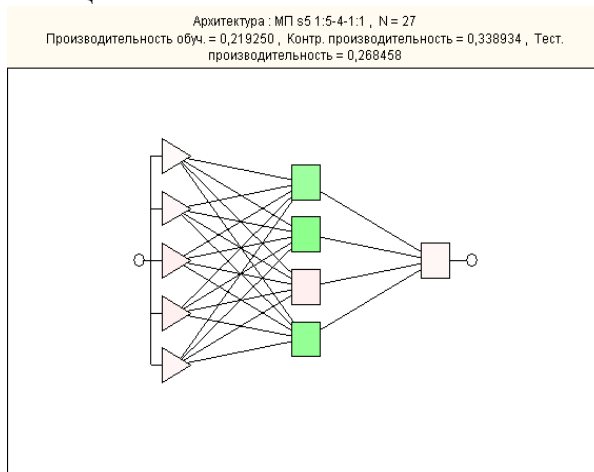 Архитектура : МП s5 1:5-4-1:1 , N = 27
Производительность обуч. = 0,219250 , Контр. производительность = 0,338934 , Тест.
производительность = 0,268458